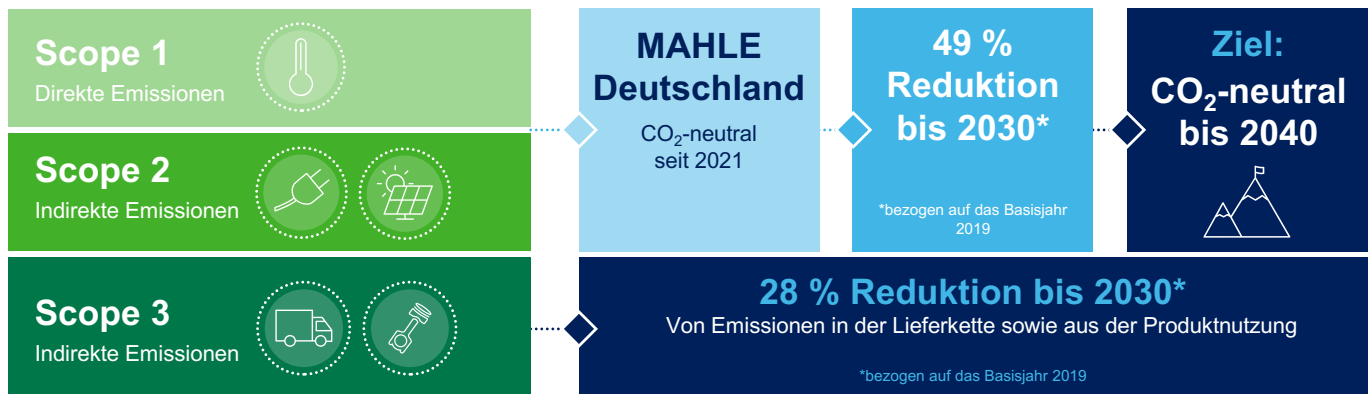 Scope 1
Direkte Emissionen
Scope 2
Indirekte Emissionen
Scope 3
Indirekte Emissionen
MAHLE
Deutschland
CO₂-neutral
seit 2021
49 %
Reduktion
bis 2030*
*bezogen auf das Basisjahr
2019
Ziel:
CO₂-neutral
bis 2040
28 % Reduktion bis 2030*
Von Emissionen in der Lieferkette sowie aus der Produktnutzung
*bezogen auf das Basisjahr 2019